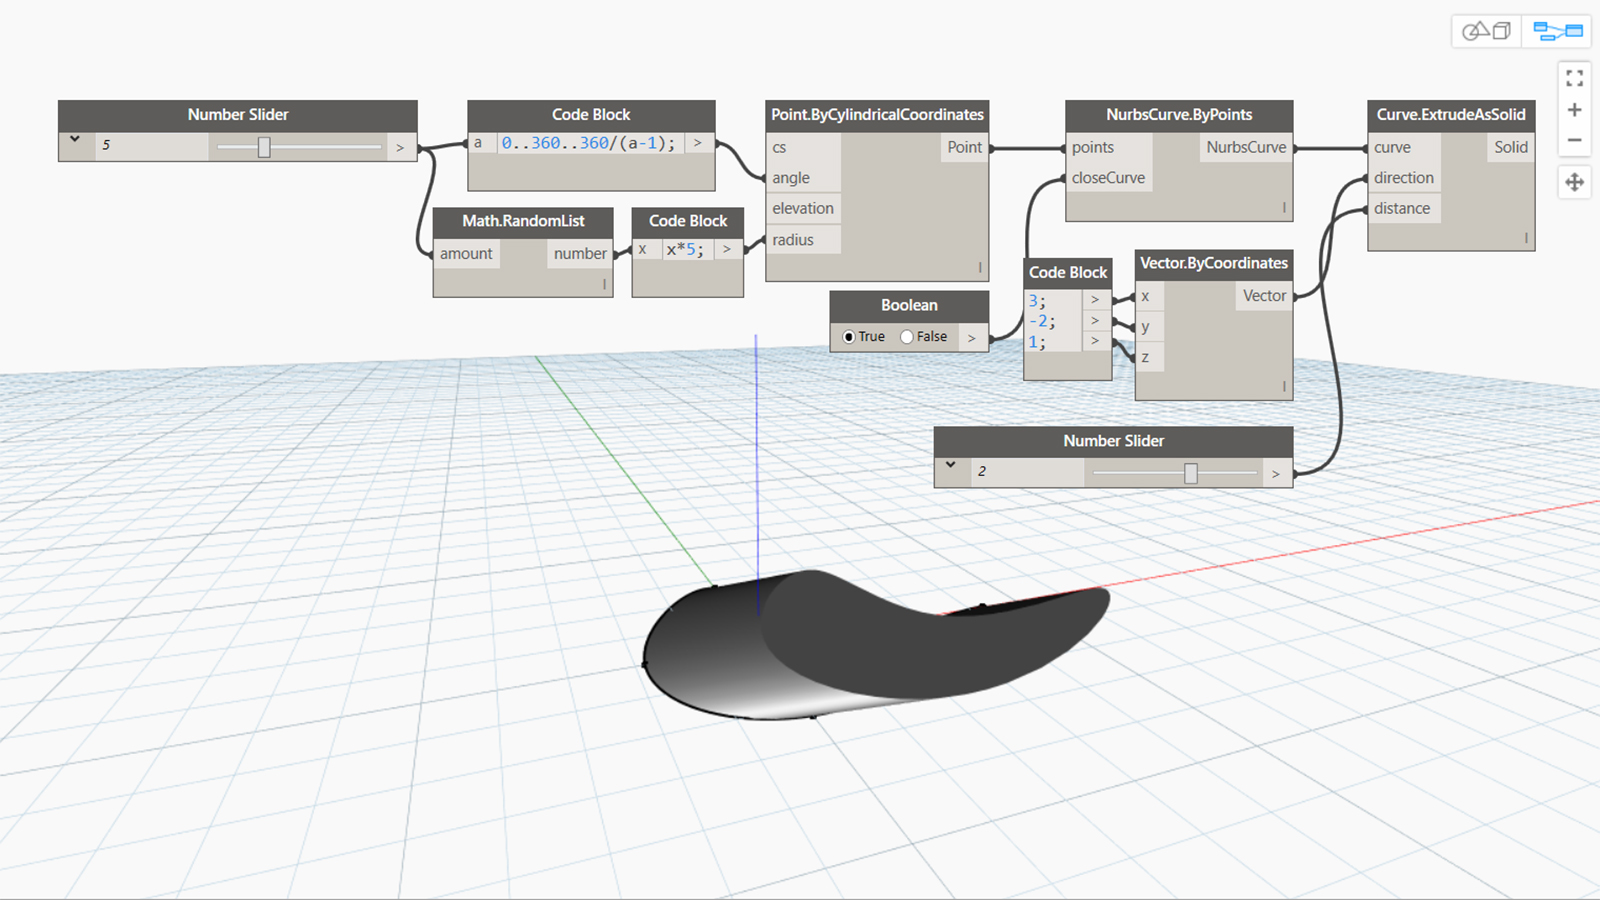 Number Slider
5
>
Code Block
a
0..360..360/(a-1);
>
Math.RandomList
amount
number
I
Code Block
x
x*5;
>
Point.ByCylindricalCoordinates
cs
Point
angle
elevation
radius
I
Boolean
True
False
>
NurbsCurve.ByPoints
points
NurbsCurve
closeCurve
I
Code Block
3;
>
-2;
>
1;
>
Vector.ByCoordinates
x
Vector
y
z
I
Number Slider
2
>
Curve.ExtrudeAsSolid
curve
Solid
direction
distance
I